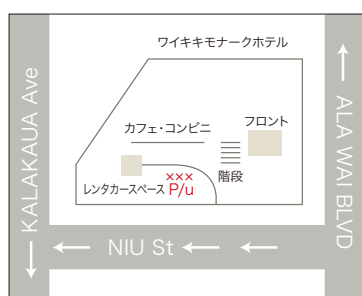 ワイキキモナークホテル
KALAKAUA Ave
ALA WAI BLVD
フロント
カフェ・コンビニ
階段
×××
レンタカースペース P/u
NIU St